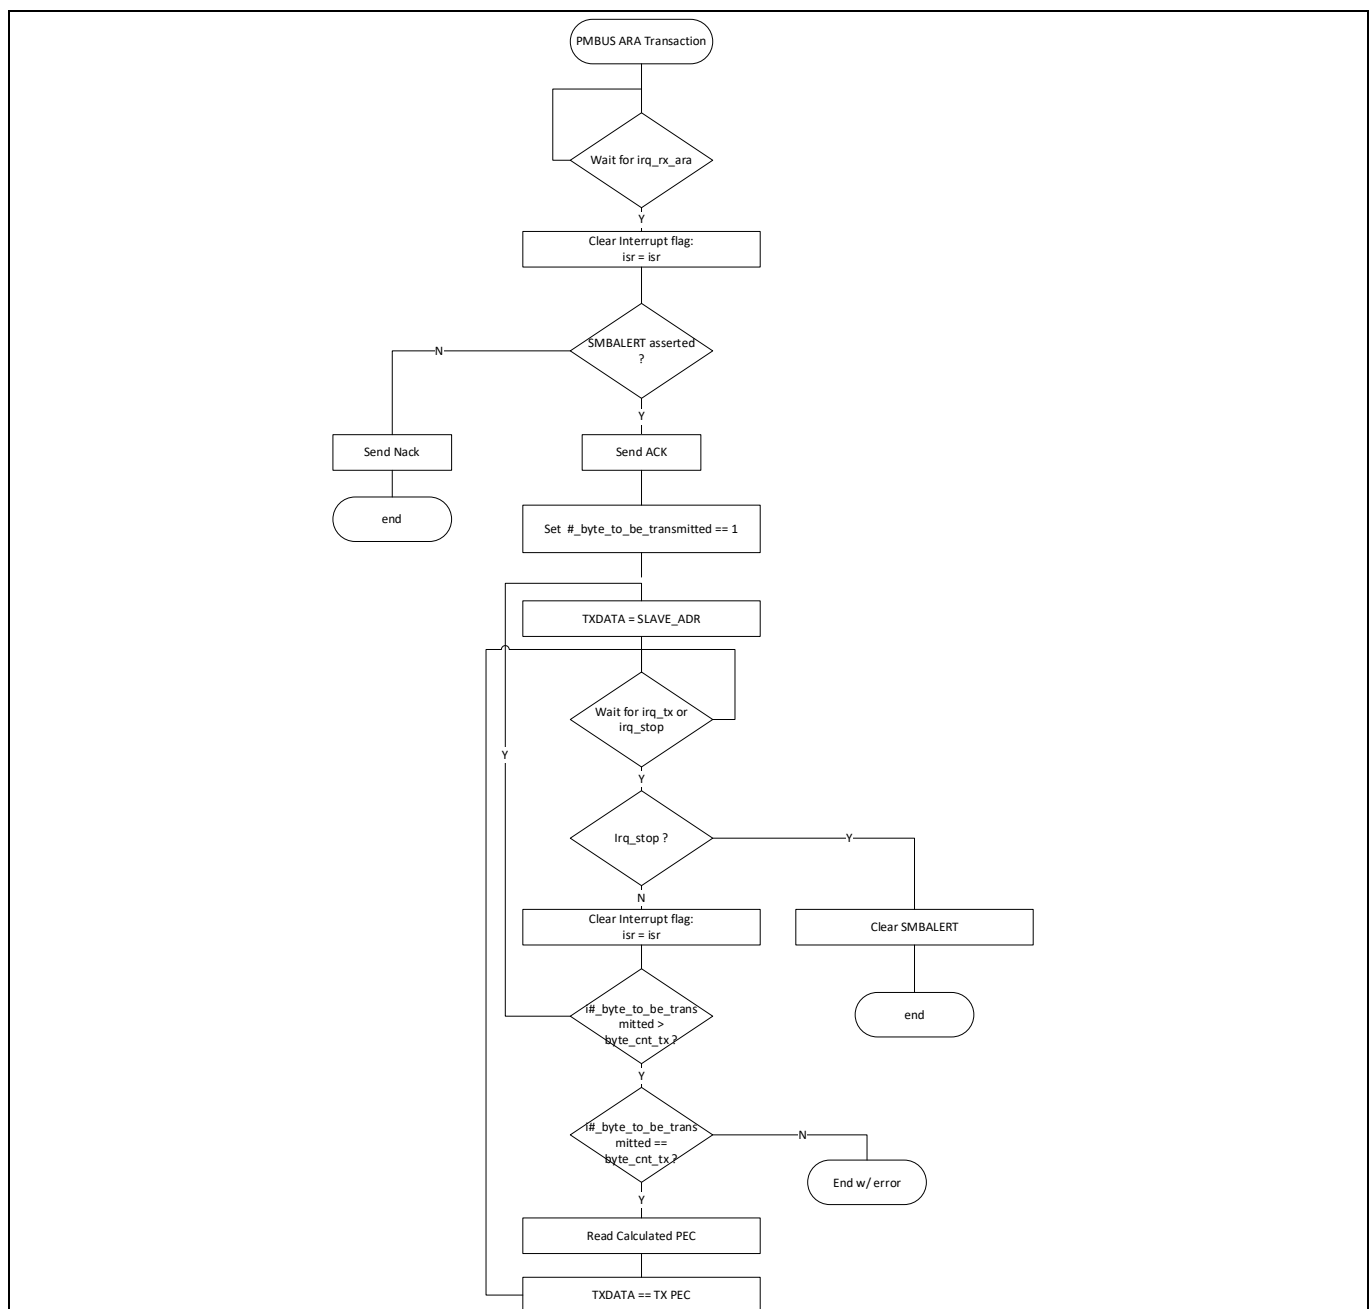 PMBUS ARA Transaction
Wait for irq_rx_ara
Y
Clear Interrupt flag:
isr = isr
SMBALERT asserted
?
N
Y
Send Nack
Send ACK
end
Set #_byte_to_be_transmitted == 1
TXDATA = SLAVE_ADR
Wait for irq_tx or
irq_stop
Y
Y
Irq_stop ?
Y
N
Clear Interrupt flag:
isr = isr
Clear SMBALERT
i#_byte_to_be_trans
mitted >
byte_cnt_tx ?
end
Y
i#_byte_to_be_trans
mitted ==
byte_cnt_tx ?
N
End w/ error
Y
Read Calculated PEC
TXDATA == TX PEC